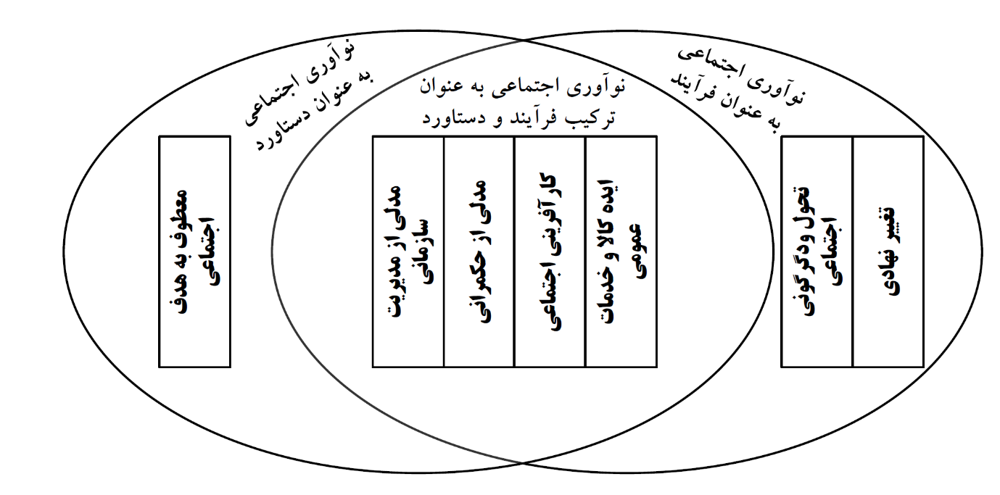 نوآوری اجتماعی
به عنوان فرآیند
تحول ودگرگونی
اجتماعی
تغییر نهادی
نوآوری اجتماعی به عنوان
ترکیب فرآیند و دستاورد
ایده کالا و خدمات
عمومی
کارآفرینی اجتماعی
مدلی از حکمرانی
مدلی از مدیریت
سازمانی
نوآوری اجتماعی
به عنوان دستاورد
معطوف به هدف
اجتماعی